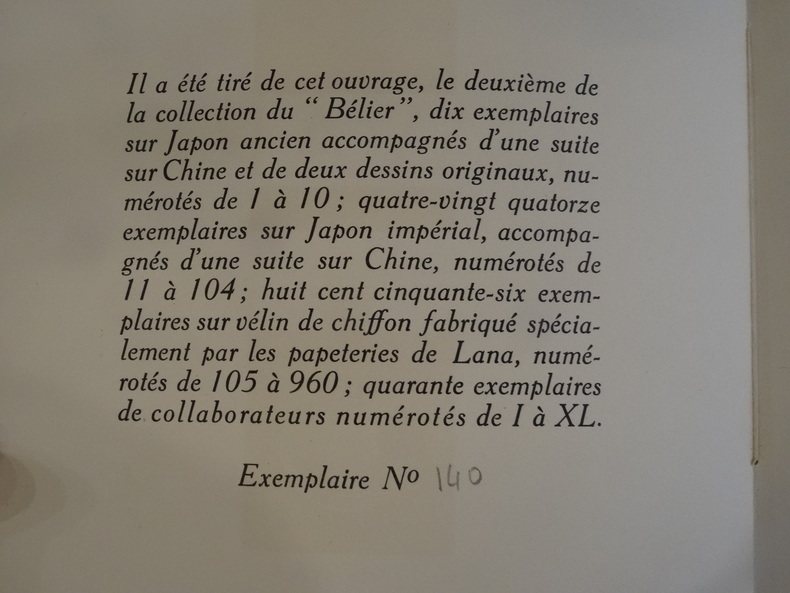 Il a été tiré de cet ouvrage, le deuxième de
la collection du “ Bélier ”, dix exemplaires
sur Japon ancien accompagnés d’une suite
sur Chine et de deux dessins originaux, nu-
mérotés de 1 à 10 ; quatre-vingt quatorze
exemplaires sur Japon impérial, accompa-
gnés d’une suite sur Chine, numérotés de
11 à 104 ; huit cent cinquante-six exem-
plaires sur vélin de chiffon fabriqué spécia-
lement par les papeteries de Lana, numé-
rotés de 105 à 960 ; quarante exemplaires
de collaborateurs numérotés de I à XL.
Exemplaire No 140